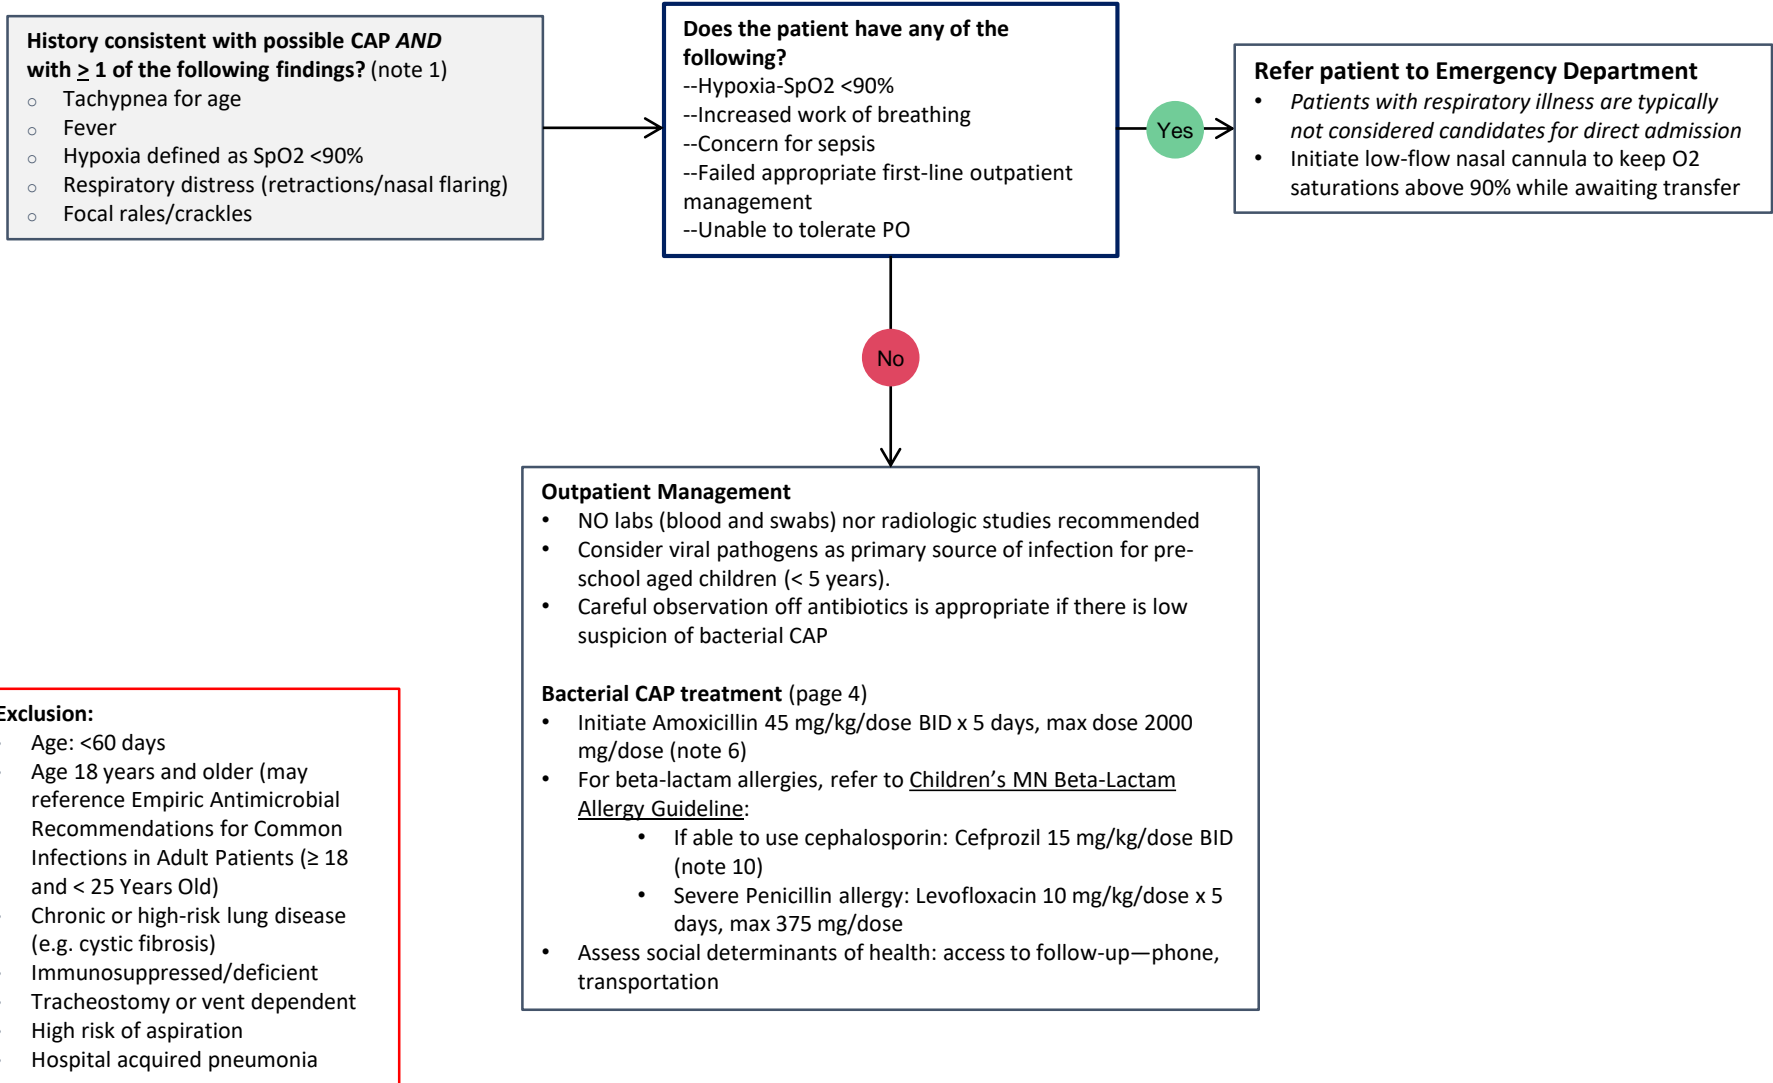 History consistent with possible CAP AND
with ≥ 1 of the following findings? (note 1)
o Tachypnea for age
o Fever
o Hypoxia defined as SpO2 <90%
o Respiratory distress (retractions/nasal flaring)
o Focal rales/crackles
Does the patient have any of the
following?
--Hypoxia-SpO2 <90%
--Increased work of breathing
--Concern for sepsis
--Failed appropriate first-line outpatient
management
--Unable to tolerate PO
Yes
Refer patient to Emergency Department
• Patients with respiratory illness are typically
not considered candidates for direct admission
• Initiate low-flow nasal cannula to keep O2
saturations above 90% while awaiting transfer
No
Outpatient Management
• NO labs (blood and swabs) nor radiologic studies recommended
• Consider viral pathogens as primary source of infection for pre-
school aged children (< 5 years).
• Careful observation off antibiotics is appropriate if there is low
suspicion of bacterial CAP
Bacterial CAP treatment (page 4)
• Initiate Amoxicillin 45 mg/kg/dose BID x 5 days, max dose 2000
mg/dose (note 6)
• For beta-lactam allergies, refer to Children's MN Beta-Lactam
Allergy Guideline:
• If able to use cephalosporin: Cefprozil 15 mg/kg/dose BID
(note 10)
• Severe Penicillin allergy: Levofloxacin 10 mg/kg/dose x 5
days, max 375 mg/dose
• Assess social determinants of health: access to follow-up—phone,
transportation
Exclusion:
Age: <60 days
Age 18 years and older (may
reference Empiric Antimicrobial
Recommendations for Common
Infections in Adult Patients (≥ 18
and < 25 Years Old)
Chronic or high-risk lung disease
(e.g. cystic fibrosis)
Immunosuppressed/deficient
Tracheostomy or vent dependent
High risk of aspiration
Hospital acquired pneumonia